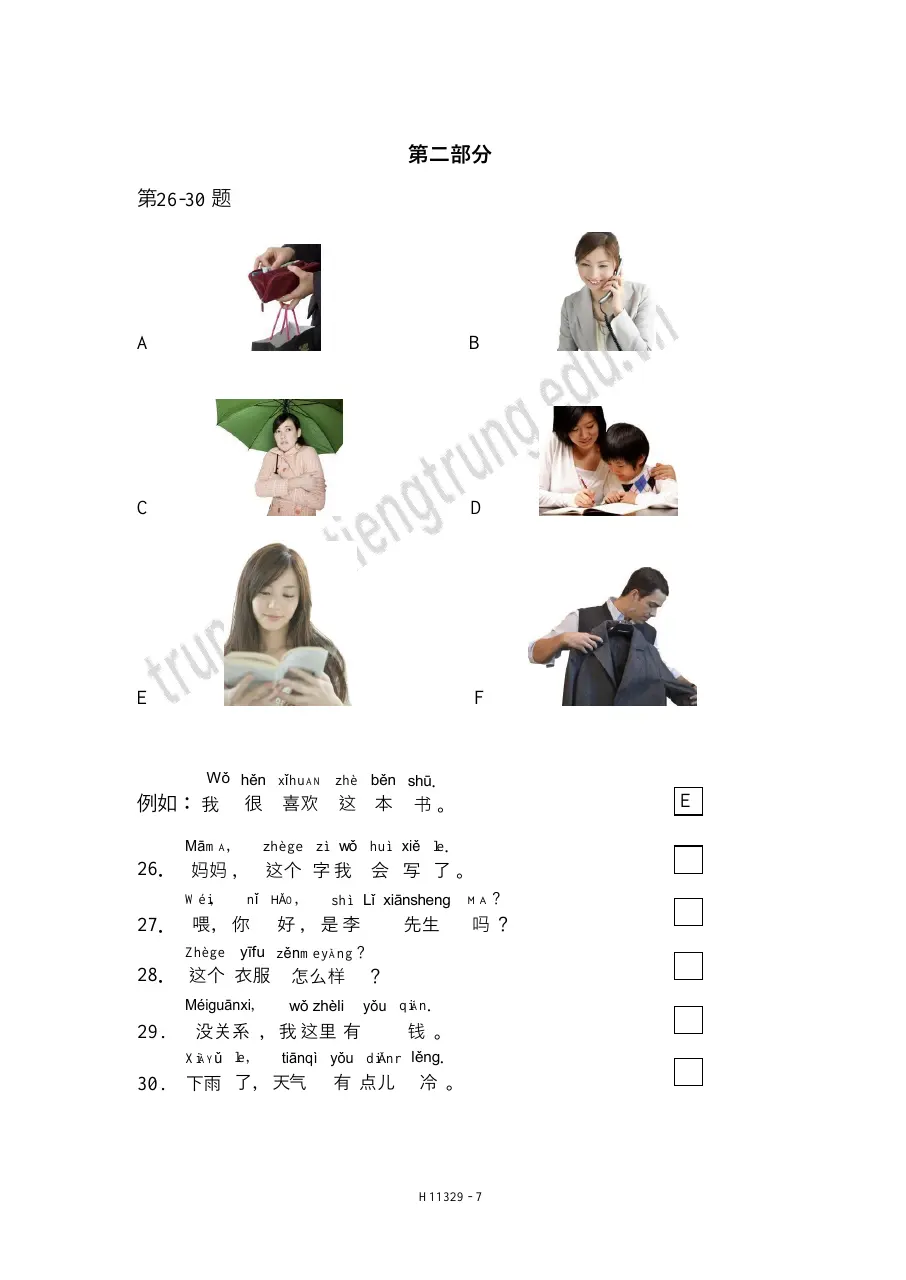 第二部分
第26-30 题
A
B
C
D
E
F
Wǒ hěn xǐhuAN zhè běn shū.
例如：我 很 喜欢 这 本 书 。
E
MāmA, zhège zì wǒ huì xiě le.
26. 妈妈 ， 这个 字 我 会 写 了 。
Wéi, nǐ HǍO, shì Lǐ xiānsheng MA?
27. 喂，你 好 ，是 李 先生 吗 ？
Zhège yīfu zěnmeyÀng?
28. 这个 衣服 怎么样 ？
Méiguānxi, wǒ zhèli yǒu qiÁn.
29. 没关系 ，我 这里 有 钱 。
XiÀYǔ le, tiānqì yǒu diǍnr lěng.
30. 下雨 了，天气 有 点儿 冷 。
H11329 - 7